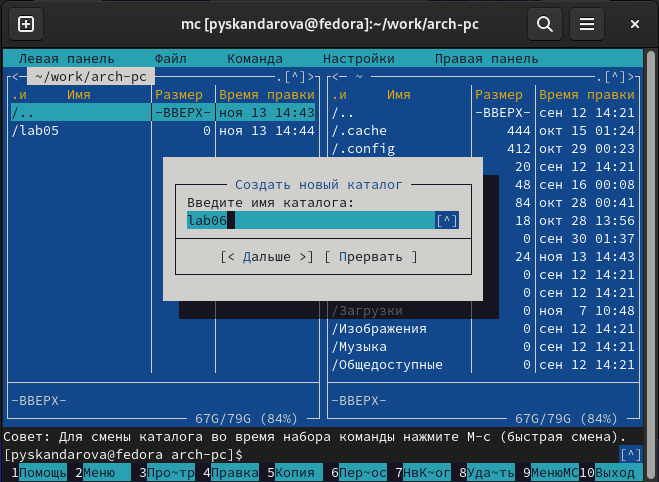 mc [pyskandarova@fedora]:~/work/arch-pc
Левая панель Файл Команда Настройки Правая панель
<— ~/work/arch-pc .[^]> <— ~ .[^]>
.и Имя Размер Время правки .и Имя Размер Время правки
/.. -ВВЕРХ- ноя 13 14:43 /.. -ВВЕРХ- сен 12 14:21
/lab05 0 ноя 13 14:44 /.cache 444 окт 15 01:24
/.config 412 окт 29 00:23
20 сен 12 14:21
Создать новый каталог 48 сен 16 00:08
Введите имя каталога: 84 окт 28 00:41
lab06 [^] 18 окт 28 13:56
0 сен 30 01:37
[< Дальше >] [ Прервать ] 24 ноя 13 14:43
0 сен 12 14:21
0 сен 12 14:21
/Загрузки 0 ноя 7 10:48
/Изображения 0 сен 12 14:21
/Музыка 0 сен 12 14:21
/Общедоступные 0 сен 12 14:21
-ВВЕРХ- -ВВЕРХ-
67G/79G (84%) 67G/79G (84%)
Совет: Для смены каталога во время набора команды нажмите M-c (быстрая смена).
[pyskandarova@fedora arch-pc]$ [^]
1Помощь 2Меню 3Про~тр 4Правка 5Копия 6Пер~ос 7НвК~ог 8Уда~ть 9МенюMC 10Выход